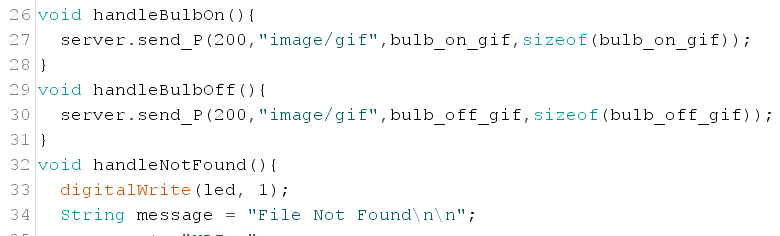 26 void handleBulbOn(){
27   server.send_P(200,"image/gif",bulb_on_gif,sizeof(bulb_on_gif));
28 }
29 void handleBulbOff(){
30   server.send_P(200,"image/gif",bulb_off_gif,sizeof(bulb_off_gif));
31 }
32 void handleNotFound(){
33   digitalWrite(led, 1);
34   String message = "File Not Found\n\n";